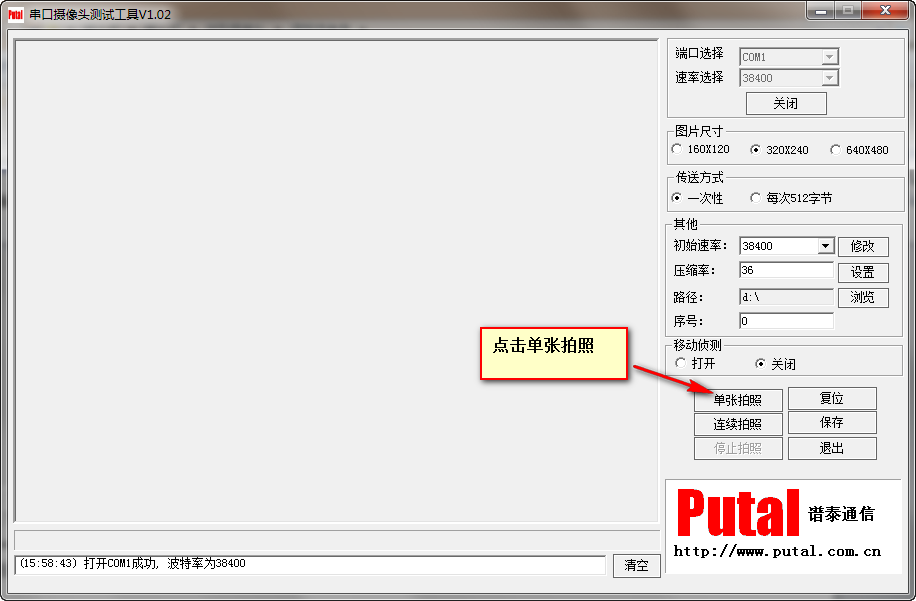 Putal 串口摄像头测试工具V1.02
端口选择 COM1
速率选择 38400
关闭
图片尺寸
160X120 320X240 640X480
传送方式
一次性 每次512字节
其他
初始速率: 38400 修改
压缩率: 36 设置
路径: d:\ 浏览
序号: 0
点击单张拍照
移动侦测
打开 关闭
单张拍照 复位
连续拍照 保存
停止拍照 退出
Putal 谱泰通信
http://www.putal.com.cn
(15:58:43) 打开COM1成功, 波特率为38400 清空